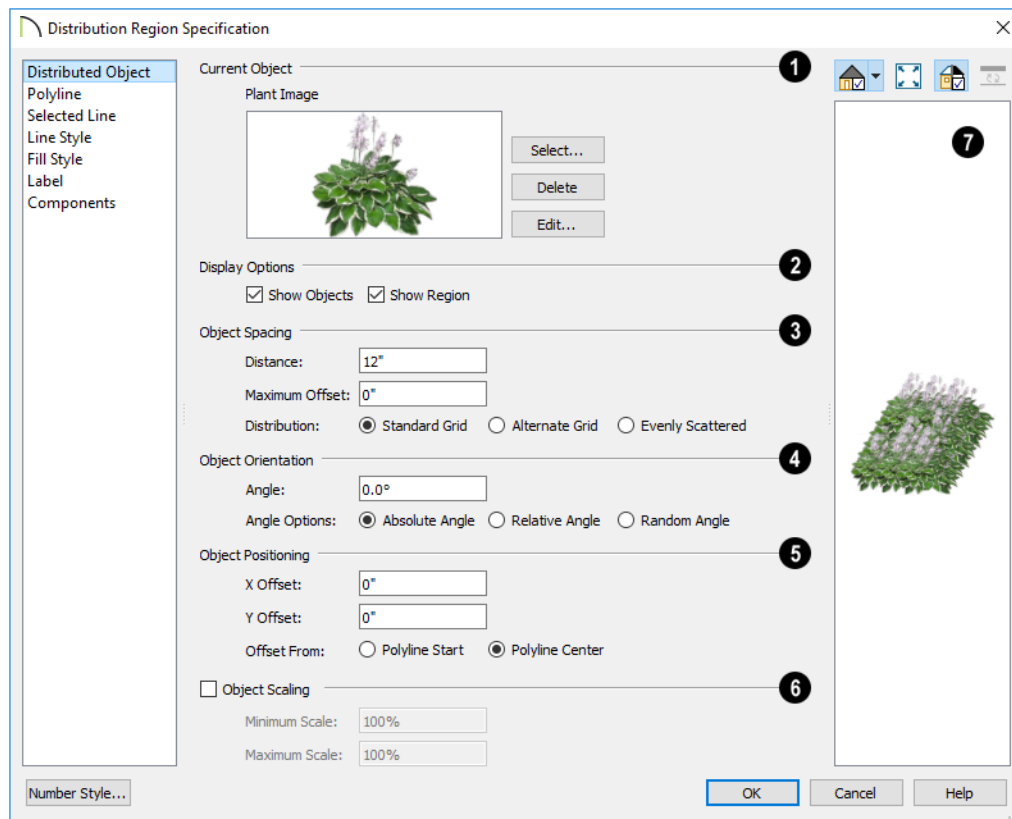 Distribution Region Specification
Distributed Object
Polyline
Selected Line
Line Style
Fill Style
Label
Components
Current Object 1
Plant Image
Select...
Delete
Edit...
Display Options 2
Show Objects Show Region
Object Spacing 3
Distance: 12"
Maximum Offset: 0"
Distribution: Standard Grid Alternate Grid Evenly Scattered
Object Orientation 4
Angle: 0.0°
Angle Options: Absolute Angle Relative Angle Random Angle
Object Positioning 5
X Offset: 0"
Y Offset: 0"
Offset From: Polyline Start Polyline Center
Object Scaling 6
Minimum Scale: 100%
Maximum Scale: 100%
7
Number Style... OK Cancel Help